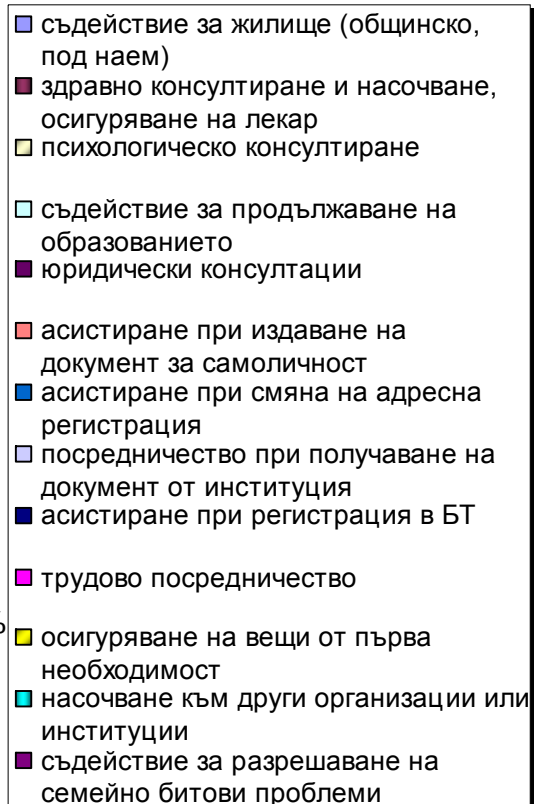 съдействие за жилище (общинско,
под наем)
здравно консултиране и насочване,
осигуряване на лекар
психологическо консултиране
съдействие за продължаване на
образованието
юридически консултации
асистиране при издаване на
документ за самоличност
асистиране при смяна на адресна
регистрация
посредничество при получаване на
документ от институция
асистиране при регистрация в БТ
трудово посредничество
осигуряване на вещи от първа
необходимост
насочване към други организации или
институции
съдействие за разрешаване на
семейно битови проблеми